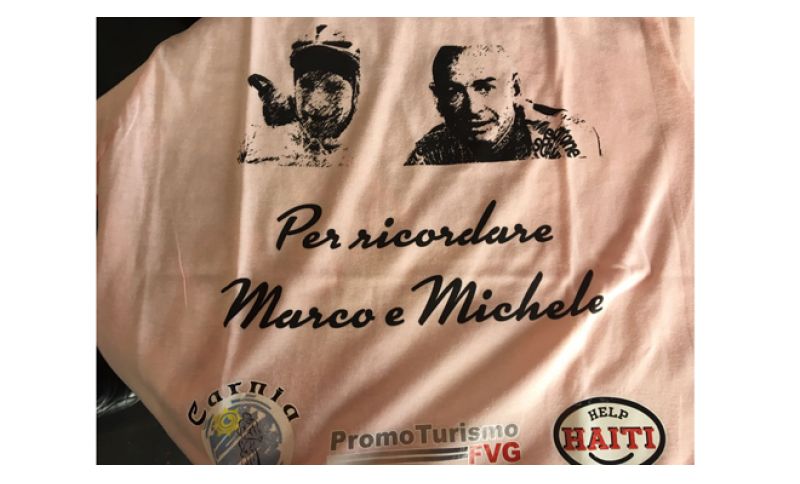 Per ricordare
Marco e Michele
Carnia
PromoTurismo
FVG
HELP
HAITI